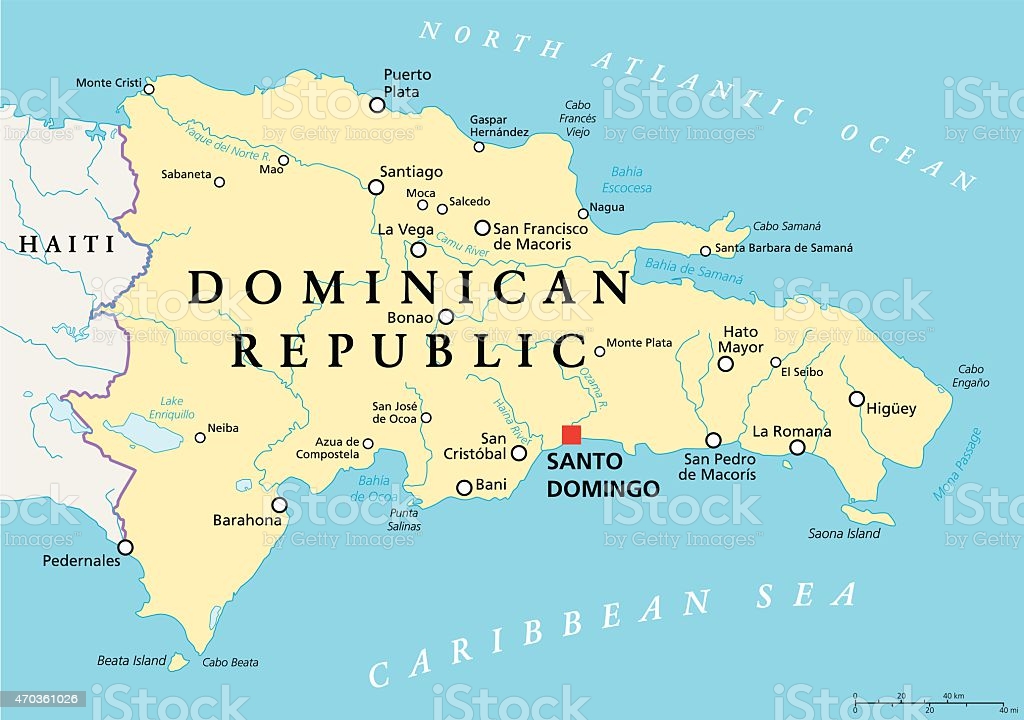 NORTH ATLANTIC OCEAN
Monte Cristi
Puerto
Plata
Gaspar
Hernández
Cabo
Francés
Viejo
Yaque del Norte R.
Mao
Sabaneta
Santiago
Moca
Salcedo
Bahía
Escocesa
Nagua
HAITI
La Vega
Camu River
San Francisco
de Macoris
Cabo Samaná
Santa Barbara de Samaná
Bahía de Samaná
DOMINICAN
REPUBLIC
Bonao
Monte Plata
Hato
Mayor
El Seibo
Cabo
Engaño
Ozama R.
Haina River
Lake
Enriquillo
Neiba
San José
de Ocoa
Azua de
Compostela
San
Cristóbal
SANTO
DOMINGO
San Pedro
de Macorís
La Romana
Higüey
Mona Passage
Bani
Bahía
de Ocoa
Punta
Salinas
Barahona
Saona Island
Pedernales
Beata Island
Cabo Beata
CARIBBEAN SEA
0 20 40 km
0 20 40 mi
iStock
by Getty Images™
470361026